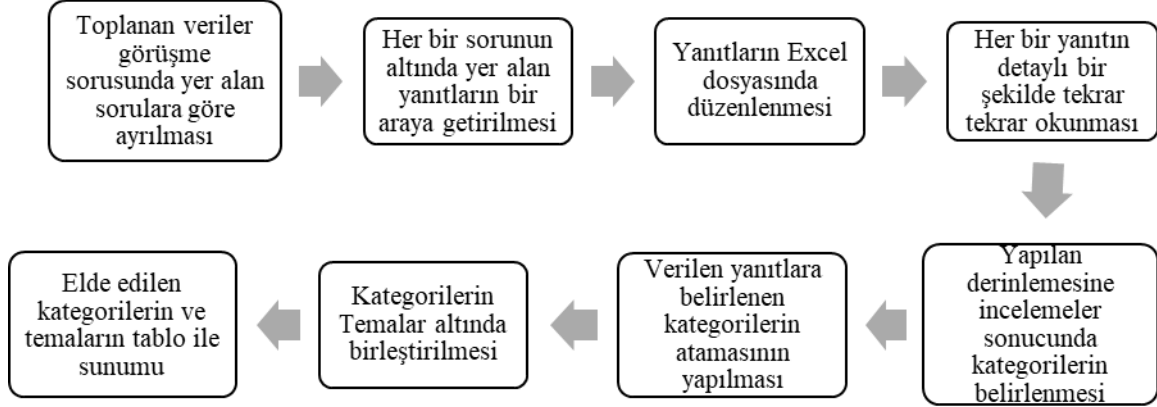 Toplanan veriler
görüşme
sorusunda yer alan
sorulara göre
ayrılması
Her bir sorunun
altında yer alan
yanıtların bir
araya getirilmesi
Yanıtların Excel
dosyasında
düzenlenmesi
Her bir yanıtın
detaylı bir
şekilde tekrar
tekrar okunması
Yapılan
derinlemesine
incelemeler
sonucunda
kategorilerin
belirlenmesi
Verilen yanıtlara
belirlenen
kategorilerin
atamasının
yapılması
Kategorilerin
Temalar altında
birleştirilmesi
Elde edilen
kategorilerin ve
temaların tablo ile
sunumu